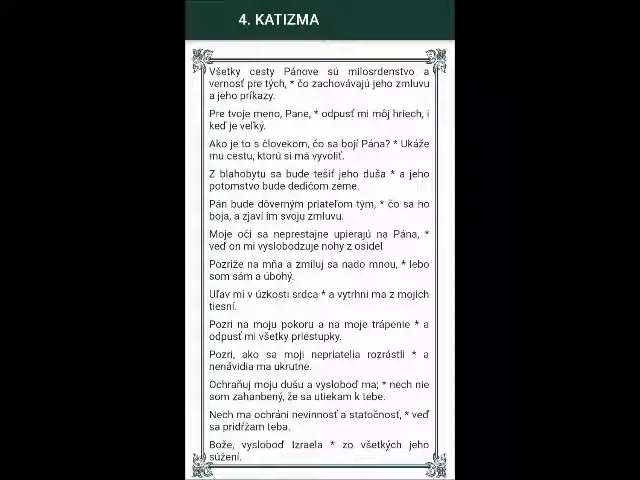 4. KATIZMA
Všetky cesty Pánove sú milosrdenstvo a
vernosť pre tých, * čo zachovávajú jeho zmluvu
a jeho príkazy.
Pre tvoje meno, Pane, * odpusť mi môj hriech, i
keď je veľký.
Ako je to s človekom, čo sa bojí Pána? * Ukáže
mu cestu, ktorú si má vyvoliť.
Z blahobytu sa bude tešiť jeho duša * a jeho
potomstvo bude dedičom zeme.
Pán bude dôverným priateľom tým, * čo sa ho
boja, a zjaví im svoju zmluvu.
Moje oči sa neprestajne upierajú na Pána, *
veď on mi vyslobodzuje nohy z osídel
Pozriže na mňa a zmiluj sa nado mnou, * lebo
som sám a úbohý.
Uľav mi v úzkosti srdca * a vytrhni ma z mojich
tiesní.
Pozri na moju pokoru a na moje trápenie * a
odpusť mi všetky priestupky.
Pozri, ako sa moji nepriatelia rozrástli * a
nenávidia ma ukrutne.
Ochraňuj moju dušu a vysloboď ma; * nech nie
som zahanbený, že sa utiekam k tebe.
Nech ma ochráni nevinnosť a statočnosť, * veď
sa pridŕžam teba.
Bože, vysloboď Izraela * zo všetkých jeho
súžení.